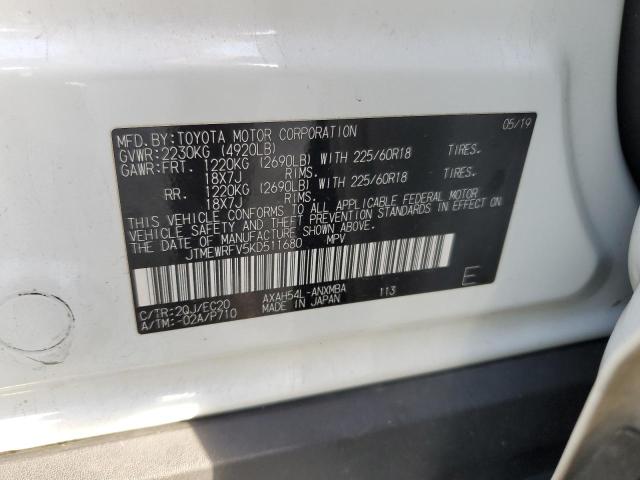 MFD.BY:TOYOTA MOTOR CORPORATION 05/19
GVWR:2230KG (4920LB)
GAWR:FRT. 1220KG (2690LB) WITH 225/60R18 TIRES.
18X7J RIMS.
RR. 1220KG (2690LB) WITH 225/60R18 TIRES.
18X7J RIMS.
THIS VEHICLE CONFORMS TO ALL APPLICABLE FEDERAL MOTOR
VEHICLE SAFETY AND THEFT PREVENTION STANDARDS IN EFFECT ON
THE DATE OF MANUFACTURE SHOWN ABOVE.
JTMEWRFV5KD511680 MPV
C/TR:2QJ/EC20 AXAH54L-ANXMBA 113 E
A/TM:-02A/P710 MADE IN JAPAN